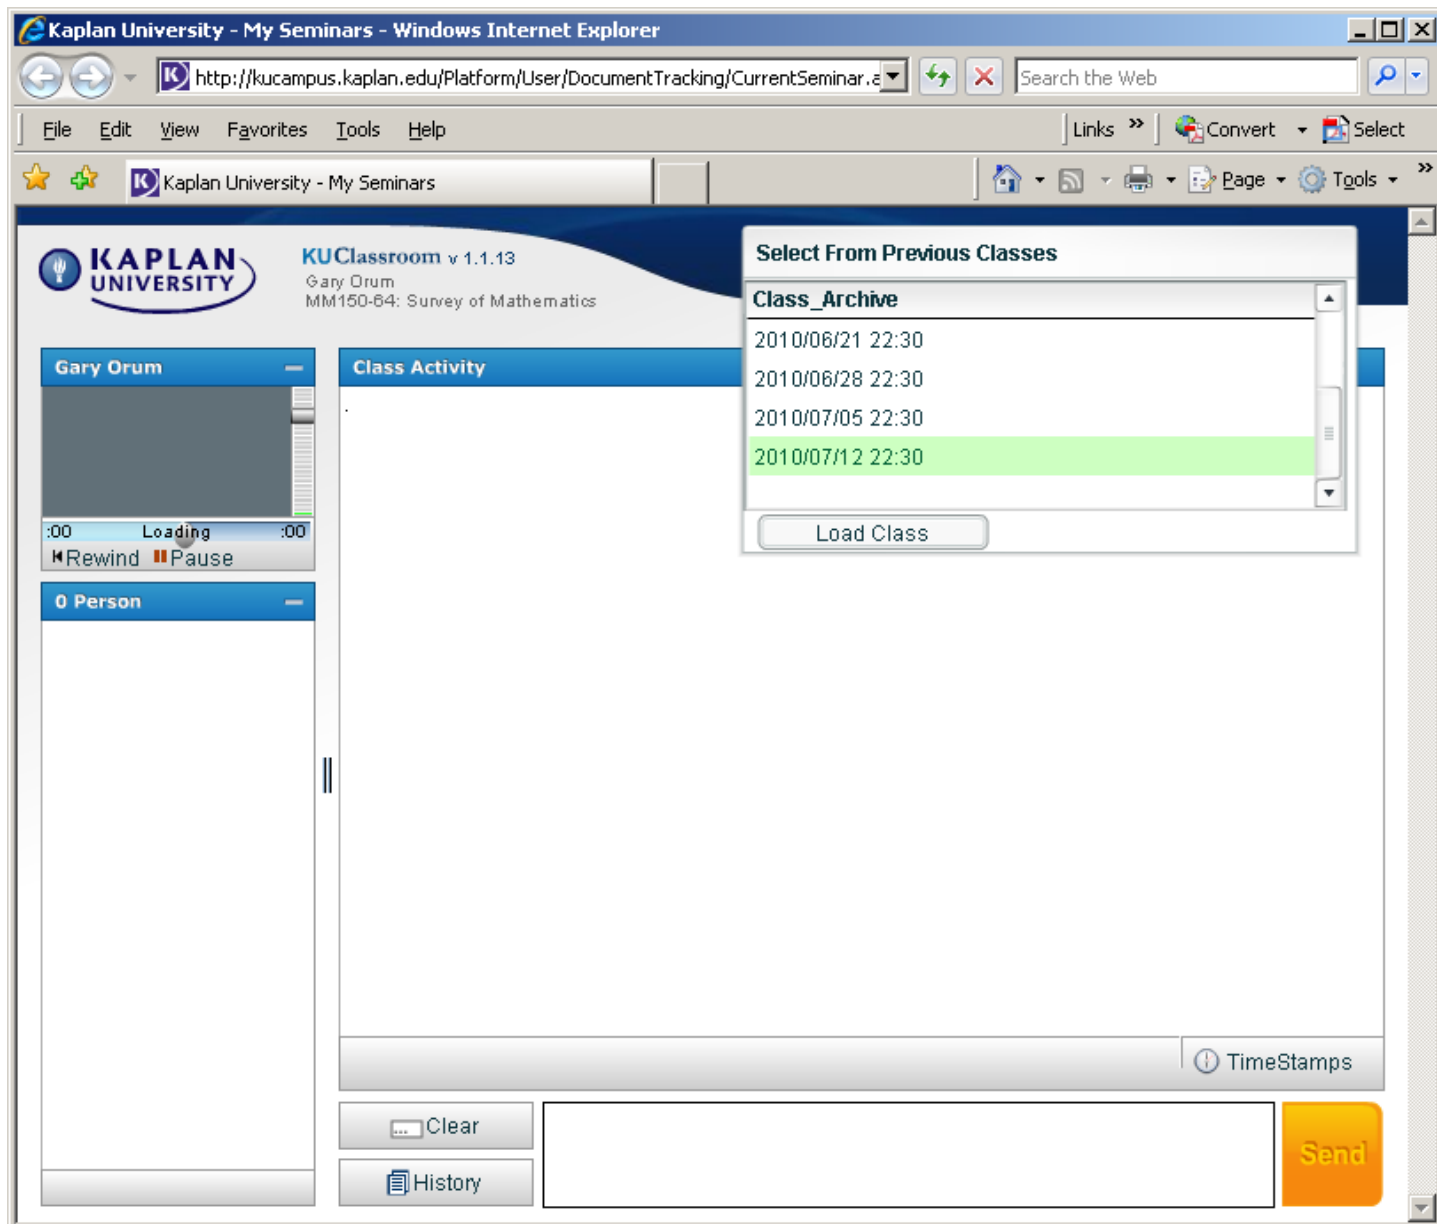 Kaplan University - My Seminars - Windows Internet Explorer
http://kucampus.kaplan.edu/Platform/User/DocumentTracking/CurrentSeminar.a
Search the Web
File Edit View Favorites Tools Help
Links » Convert Select
Kaplan University - My Seminars
Page Tools »
KAPLAN
UNIVERSITY
KUClassroom v 1.1.13
Gary Orum
MM150-64: Survey of Mathematics
Select From Previous Classes
Class_Archive
2010/06/21 22:30
2010/06/28 22:30
2010/07/05 22:30
2010/07/12 22:30
Load Class
Gary Orum
Class Activity
.
:00 Loading :00
Rewind Pause
0 Person
TimeStamps
... Clear
History
Send